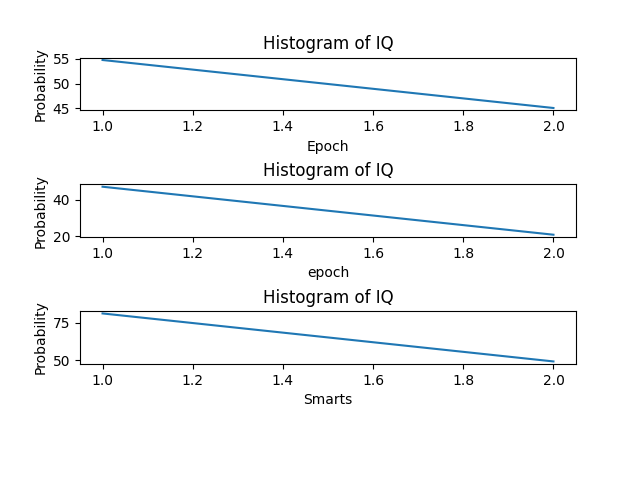 Histogram of IQ
Probability
55
50
45
1.0 1.2 1.4 1.6 1.8 2.0
Epoch
Histogram of IQ
Probability
40
20
1.0 1.2 1.4 1.6 1.8 2.0
epoch
Histogram of IQ
Probability
75
50
1.0 1.2 1.4 1.6 1.8 2.0
Smarts